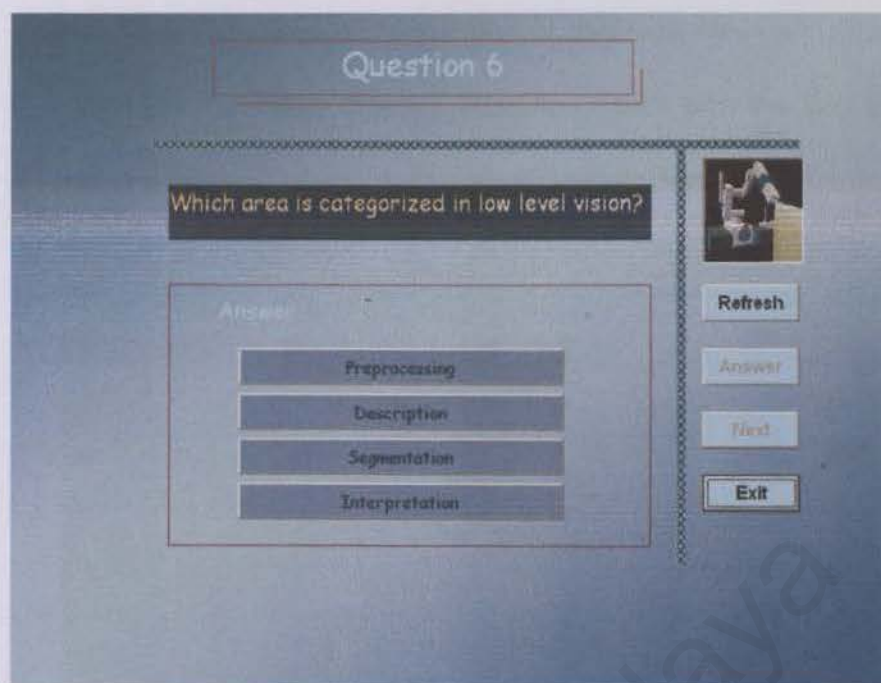 Question 6
Which area is categorized in low level vision?
Answer
Preprocessing
Description
Segmentation
Interpretation
Refresh
Answer
Next
Exit